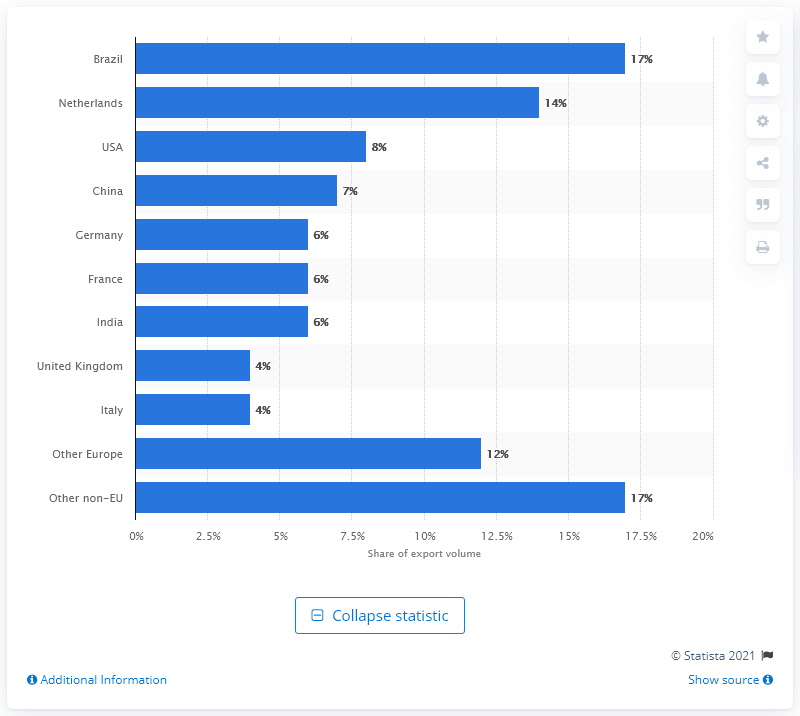 Brazil 17%
Netherlands 14%
USA 8%
China 7%
Germany 6%
France 6%
India 6%
United Kingdom 4%
Italy 4%
Other Europe 12%
Other non-EU 17%
0% 2.5% 5% 7.5% 10% 12.5% 15% 17.5% 20%
Share of export volume
Collapse statistic
© Statista 2021
Additional Information Show source